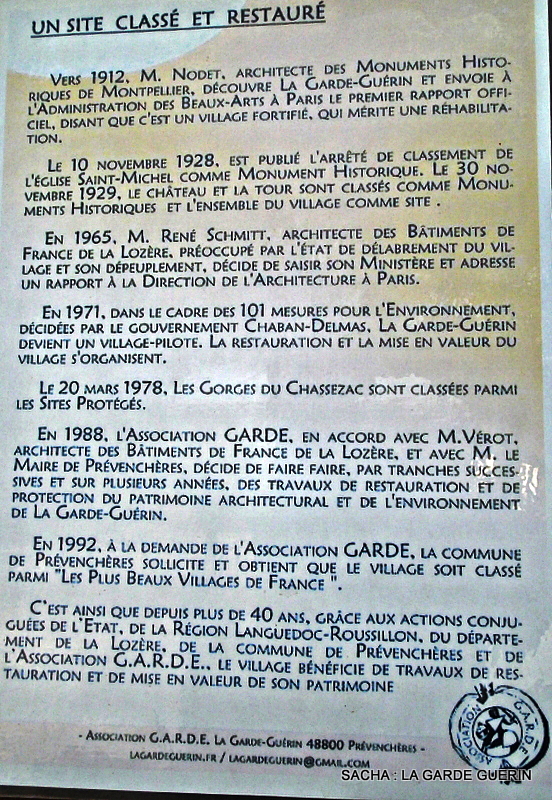 UN SITE CLASSÉ ET RESTAURÉ
VERS 1912, M. NODET, ARCHITECTE DES MONUMENTS HISTO-
RIQUES DE MONTPELLIER, DÉCOUVRE LA GARDE-GUÉRIN ET ENVOIE À
L'ADMINISTRATION DES BEAUX-ARTS À PARIS LE PREMIER RAPPORT OFFI-
CIEL, DISANT QUE C'EST UN VILLAGE FORTIFIÉ, QUI MÉRITE UNE RÉHABILITA-
TION.
LE 10 NOVEMBRE 1928, EST PUBLIÉ L'ARRÊTÉ DE CLASSEMENT DE
L'ÉGLISE SAINT-MICHEL COMME MONUMENT HISTORIQUE. LE 30 NO-
VEMBRE 1929, LE CHÂTEAU ET LA TOUR SONT CLASSÉS COMME MONU-
MENTS HISTORIQUES ET L'ENSEMBLE DU VILLAGE COMME SITE .
EN 1965, M. RENÉ SCHMITT, ARCHITECTE DES BÂTIMENTS DE
FRANCE DE LA LOZÈRE, PRÉOCCUPÉ PAR L'ÉTAT DE DÉLABREMENT DU VIL-
LAGE ET SON DÉPEUPLEMENT, DÉCIDE DE SAISIR SON MINISTÈRE ET ADRESSE
UN RAPPORT À LA DIRECTION DE L'ARCHITECTURE À PARIS.
EN 1971, DANS LE CADRE DES 101 MESURES POUR L'ENVIRONNEMENT,
DÉCIDÉES PAR LE GOUVERNEMENT CHABAN-DELMAS, LA GARDE-GUÉRIN
DEVIENT UN VILLAGE-PILOTE. LA RESTAURATION ET LA MISE EN VALEUR DU
VILLAGE S'ORGANISENT.
LE 20 MARS 1978, LES GORGES DU CHASSEZAC SONT CLASSÉES PARMI
LES SITES PROTÉGÉS.
EN 1988, L'ASSOCIATION GARDE, EN ACCORD AVEC M.VÉROT,
ARCHITECTE DES BÂTIMENTS DE FRANCE DE LA LOZÈRE, ET AVEC M. LE
MAIRE DE PRÉVENCHÈRES, DÉCIDE DE FAIRE FAIRE, PAR TRANCHES SUCCES-
SIVES ET SUR PLUSIEURS ANNÉES, DES TRAVAUX DE RESTAURATION ET DE
PROTECTION DU PATRIMOINE ARCHITECTURAL ET DE L'ENVIRONNEMENT
DE LA GARDE-GUÉRIN.
EN 1992, À LA DEMANDE DE L'ASSOCIATION GARDE, LA COMMUNE
DE PRÉVENCHÈRES SOLLICITE ET OBTIENT QUE LE VILLAGE SOIT CLASSÉ
PARMI "LES PLUS BEAUX VILLAGES DE FRANCE ".
C'EST AINSI QUE DEPUIS PLUS DE 40 ANS, GRÂCE AUX ACTIONS CONJU-
GUÉES DE L'ETAT, DE LA RÉGION LANGUEDOC-ROUSSILLON, DU DÉPARTE-
MENT DE LA LOZÈRE, DE LA COMMUNE DE PRÉVENCHÈRES ET DE
L'ASSOCIATION G.A.R.D.E., LE VILLAGE BÉNÉFICIE DE TRAVAUX DE RES-
TAURATION ET DE MISE EN VALEUR DE SON PATRIMOINE
- ASSOCIATION G.A.R.D.E. LA GARDE-GUÉRIN 48800 PRÉVENCHÈRES -
LAGARDEGUERIN.FR / LAGARDEGUERIN@GMAIL.COM
ASSOCIATION G.A.R.D.E
SACHA : LA GARDE GUERIN